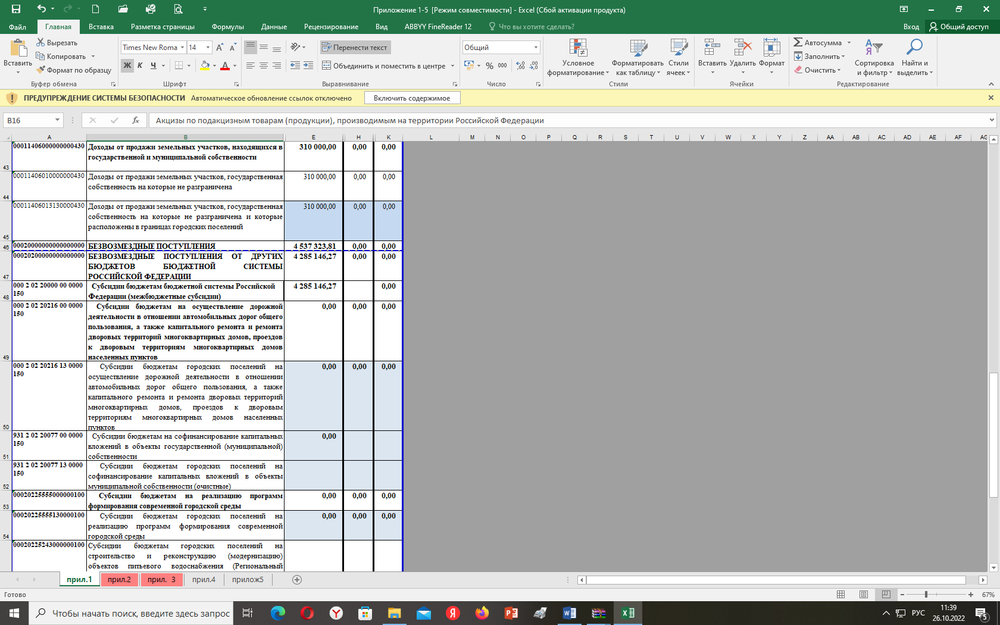 Приложение 1-5 [Режим совместимости] - Excel (Сбой активации продукта)
Файл Главная Вставка Разметка страницы Формулы Данные Рецензирование Вид ABBYY FineReader 12 Что вы хотите сделать? Вход Общий доступ
Вставить
Вырезать
Копировать
Формат по образцу
Буфер обмена
Times New Roma 14
Ж К Ч
Шрифт
Перенести текст
Объединить и поместить в центре
Выравнивание
Общий
% 000
Число
Условное форматирование
Форматировать как таблицу
Стили ячеек
Стили
Вставить Удалить Формат
Ячейки
Автосумма
Заполнить
Очистить
Сортировка и фильтр
Найти и выделить
Редактирование
ПРЕДУПРЕЖДЕНИЕ СИСТЕМЫ БЕЗОПАСНОСТИ Автоматическое обновление ссылок отключено Включить содержимое
B16 fx Акцизы по подакцизным товарам (продукции), производимым на территории Российской Федерации
A B E H K L M N O P Q R S T U V W X Y Z AA AB AC AD AE AF AG
00011406000000000430 Доходы от продажи земельных участков, находящихся в 310 000,00 0,00 0,00
государственной и муниципальной собственности
43
00011406010000000430 Доходы от продажи земельных участков, государственная 310 000,00 0,00 0,00
собственность на которые не разграничена
44
00011406013130000430 Доходы от продажи земельных участков, государственная 310 000,00 0,00 0,00
собственность на которые не разграничена и которые
расположены в границах городских поселений
45
46 00020000000000000000 БЕЗВОЗМЕЗДНЫЕ ПОСТУПЛЕНИЯ 4 537 323,81 0,00 0,00
00020200000000000000 БЕЗВОЗМЕЗДНЫЕ ПОСТУПЛЕНИЯ ОТ ДРУГИХ 4 285 146,27 0,00 0,00
БЮДЖЕТОВ БЮДЖЕТНОЙ СИСТЕМЫ
47 РОССИЙСКОЙ ФЕДЕРАЦИИ
000 2 02 20000 00 0000 Субсидии бюджетам бюджетной системы Российской 4 285 146,27 0,00
48 150 Федерации (межбюджетные субсидии)
000 2 02 20216 00 0000 Субсидии бюджетам на осуществление дорожной 0,00 0,00 0,00
150 деятельности в отношении автомобильных дорог общего
пользования, а также капитального ремонта и ремонта
дворовых территорий многоквартирных домов, проездов
к дворовым территориям многоквартирных домов
49 населенных пунктов
000 2 02 20216 13 0000 Субсидии бюджетам городских поселений на 0,00 0,00 0,00
150 осуществление дорожной деятельности в отношении
автомобильных дорог общего пользования, а также
капитального ремонта и ремонта дворовых территорий
многоквартирных домов, проездов к дворовым
территориям многоквартирных домов населенных
50 пунктов
931 2 02 20077 00 0000 Субсидии бюджетам на софинансирование капитальных 0,00
150 вложений в объекты государственной (муниципальной)
51 собственности
931 2 02 20077 13 0000 Субсидии бюджетам городских поселений на
150 софинансирование капитальных вложений в объекты
52 муниципальной собственности (очистные)
00020225555000000100 Субсидии бюджетам на реализацию программ 0,00 0,00 0,00
53 формирования современной городской среды
00020225555130000100 Субсидии бюджетам городских поселений на 0,00 0,00 0,00
реализацию программ формирования современной
54 городской среды
00020225243000000100 Субсидии бюджетам городских поселений на
строительство и реконструкцию (модернизацию)
объектов питьевого водоснабжения (Региональный
прил.1 прил.2 прил. 3 прил.4 прилож5
Готово 67%
Чтобы начать поиск, введите здесь запрос
РУС 11:39
26.10.2022 5